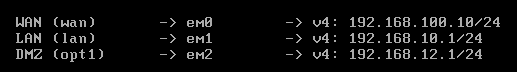 WAN (wan) -> em0 -> v4: 192.168.100.10/24
LAN (lan) -> em1 -> v4: 192.168.10.1/24
DMZ (opt1) -> em2 -> v4: 192.168.12.1/24